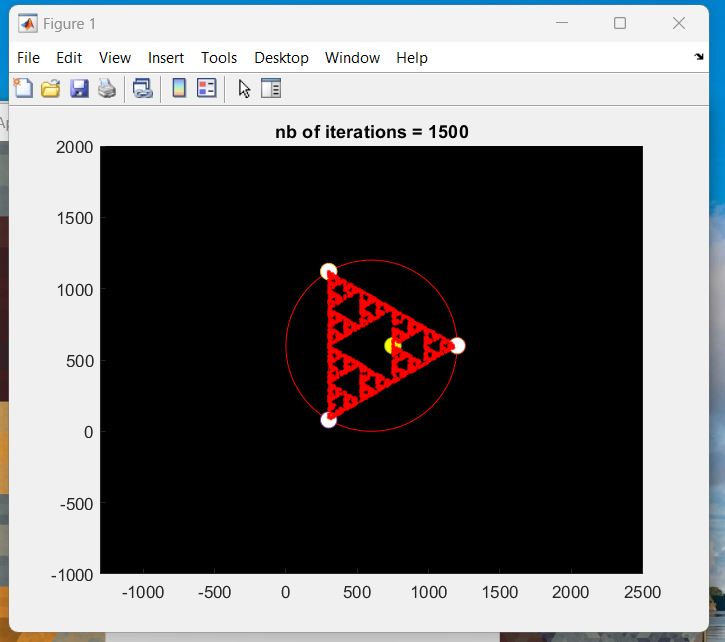 Figure 1
File Edit View Insert Tools Desktop Window Help
nb of iterations = 1500
2000
1500
1000
500
0
-500
-1000
-1000 -500 0 500 1000 1500 2000 2500